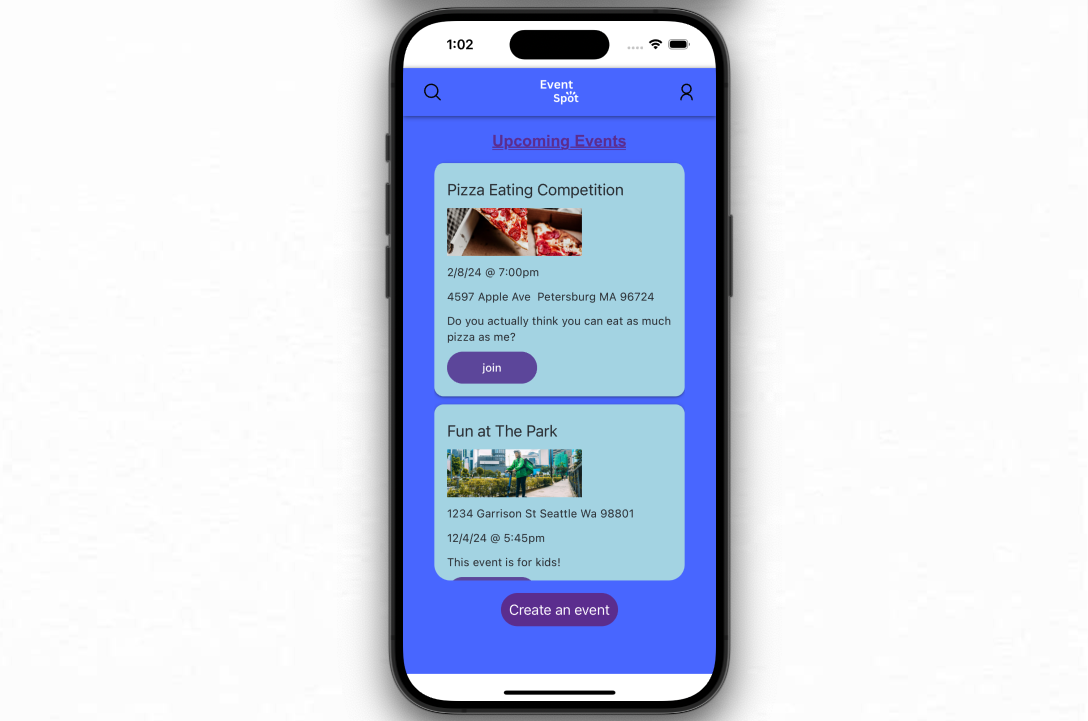 1:02
Event
Spot
Upcoming Events
Pizza Eating Competition
2/8/24 @ 7:00pm
4597 Apple Ave  Petersburg MA 96724
Do you actually think you can eat as much
pizza as me?
join
Fun at The Park
1234 Garrison St Seattle Wa 98801
12/4/24 @ 5:45pm
This event is for kids!
Create an event